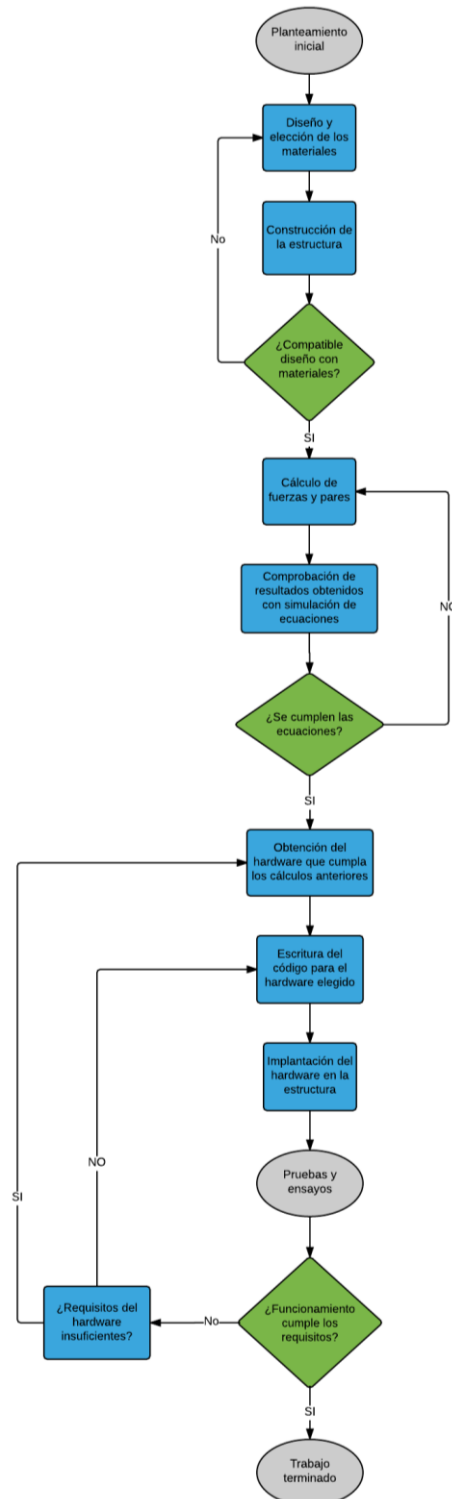 Planteamiento
inicial
Diseño y
elección de los
materiales
Construcción de
la estructura
No
¿Compatible
diseño con
materiales?
SI
Cálculo de
fuerzas y pares
Comprobación de
resultados obtenidos
con simulación de
ecuaciones
NO
¿Se cumplen las
ecuaciones?
SI
Obtención del
hardware que cumpla
los cálculos anteriores
Escritura del
código para el
hardware elegido
Implantación del
hardware en la
estructura
NO
Pruebas y
ensayos
SI
¿Requisitos del
hardware
insuficientes?
No
¿Funcionamiento
cumple los
requisitos?
SI
Trabajo
terminado